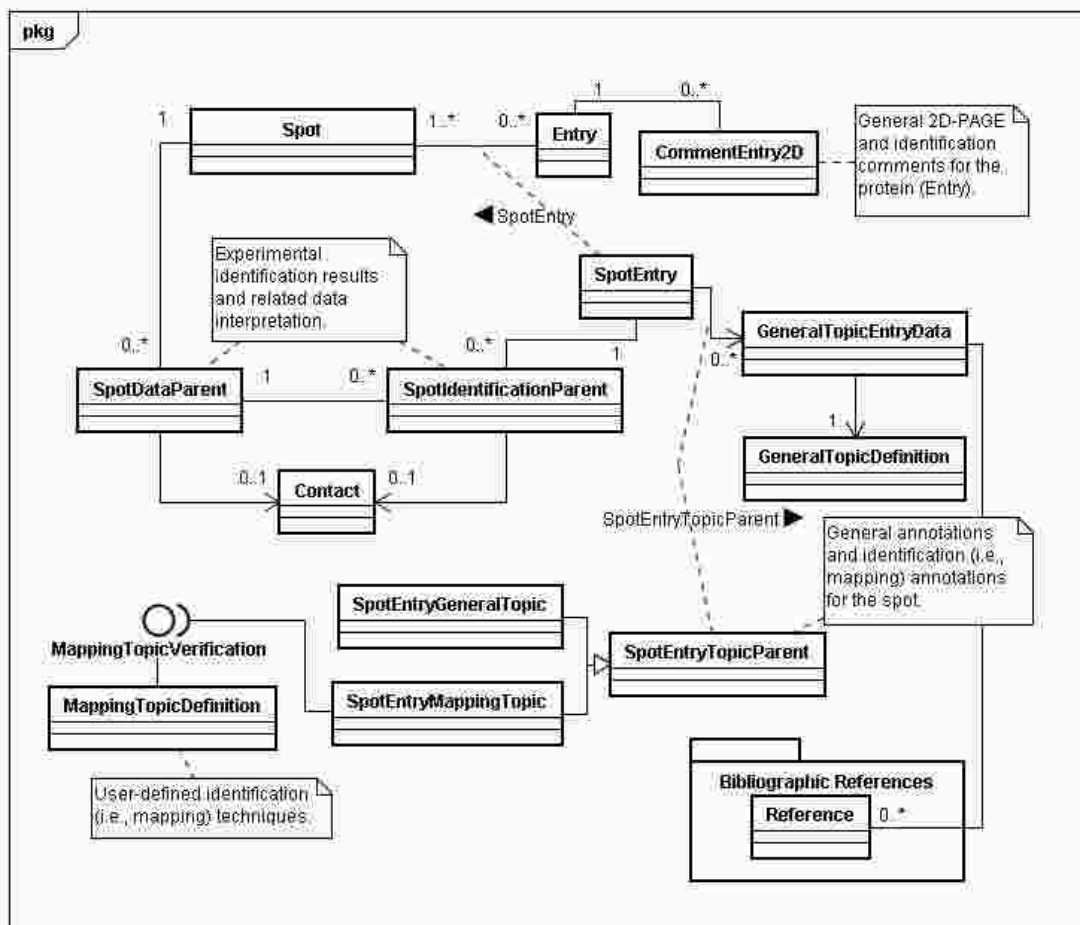 pkg
1
Spot
1..*
0..*
Entry
1
0..*
CommentEntry2D
General 2D-PAGE
and identification
comments for the
protein (Entry).
◀ SpotEntry
Experimental
identification results
and related data
interpretation.
SpotEntry
GeneralTopicEntryData
0..*
0..*
0..*
1
SpotDataParent
1
0..*
SpotIdentificationParent
1
GeneralTopicDefinition
0..1
Contact
0..1
SpotEntryTopicParent ▶
General annotations
and identification (i.e.,
mapping) annotations
for the spot.
SpotEntryGeneralTopic
MappingTopicVerification
SpotEntryTopicParent
MappingTopicDefinition
SpotEntryMappingTopic
User-defined identification
(i.e., mapping) techniques.
Bibliographic References
Reference
0..*